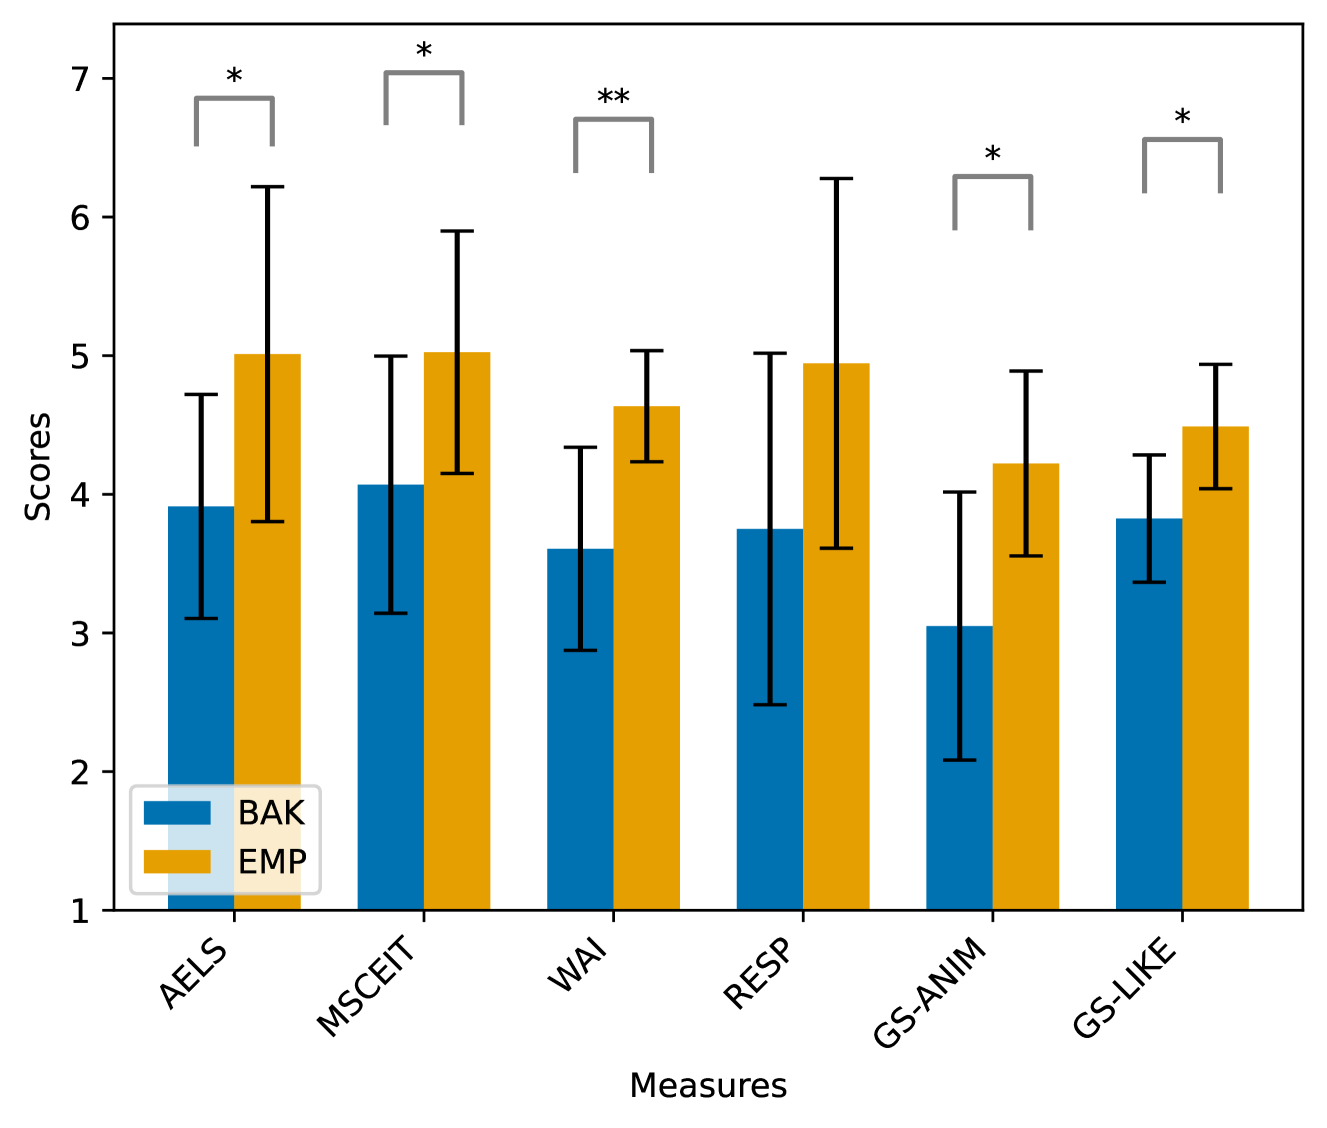 *
*
**
*
*
7
6
5
4
3
2
1
Scores
BAK
EMP
AELS
MSCEIT
WAI
RESP
GS-ANIM
GS-LIKE
Measures